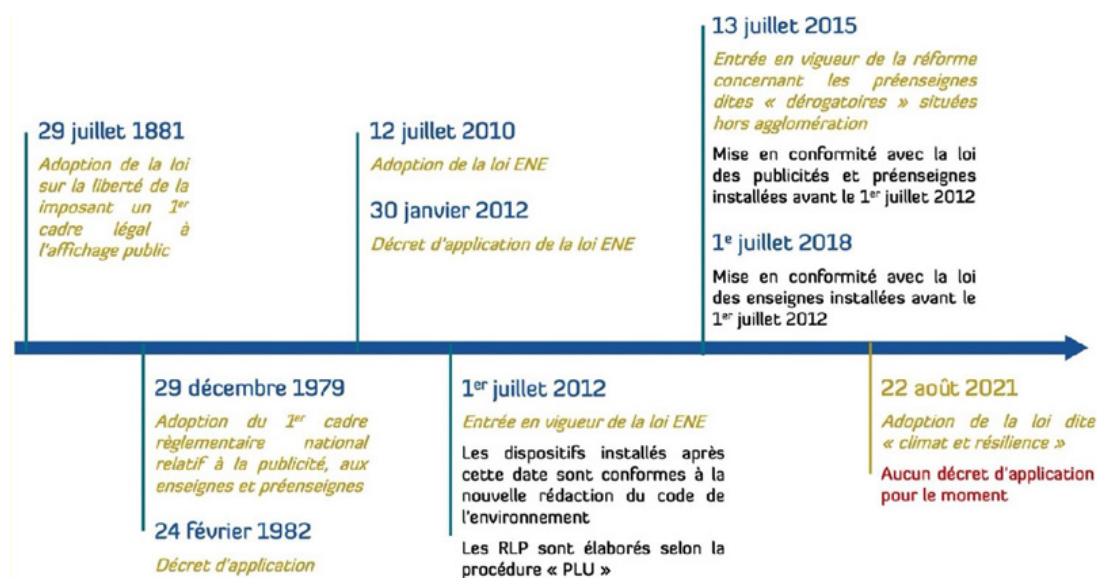 29 juillet 1881
Adoption de la loi
sur la liberté de la
imposant un 1er
cadre légal à
l'affichage public
12 juillet 2010
Adoption de la loi ENE
30 janvier 2012
Décret d'application de la loi ENE
13 juillet 2015
Entrée en vigueur de la réforme
concernant les préenseignes
dites « dérogatoires » situées
hors agglomération
Mise en conformité avec la loi
des publicités et préenseignes
installées avant le 1er juillet 2012
1e juillet 2018
Mise en conformité avec la loi
des enseignes installées avant le
1er juillet 2012
29 décembre 1979
Adoption du 1er cadre
règlementaire national
relatif à la publicité, aux
enseignes et préenseignes
24 février 1982
Décret d'application
1er juillet 2012
Entrée en vigueur de la loi ENE
Les dispositifs installés après
cette date sont conformes à la
nouvelle rédaction du code de
l'environnement
Les RLP sont élaborés selon la
procédure « PLU »
22 août 2021
Adoption de la loi dite
« climat et résilience »
Aucun décret d'application
pour le moment